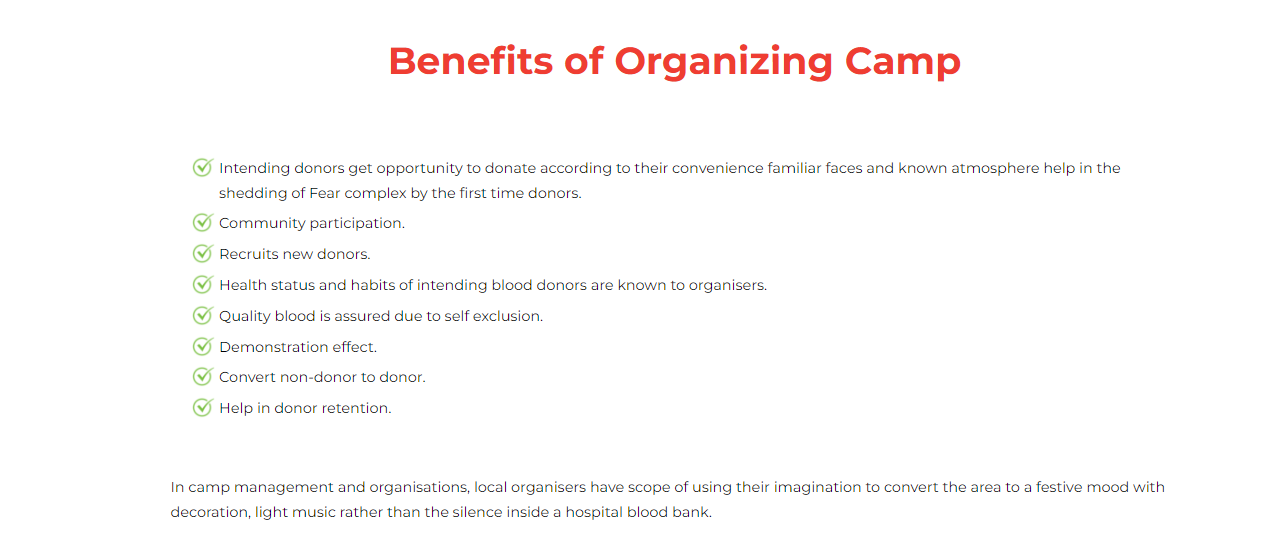 Benefits of Organizing Camp
Intending donors get opportunity to donate according to their convenience familiar faces and known atmosphere help in the
shedding of Fear complex by the first time donors.
Community participation.
Recruits new donors.
Health status and habits of intending blood donors are known to organisers.
Quality blood is assured due to self exclusion.
Demonstration effect.
Convert non-donor to donor.
Help in donor retention.
In camp management and organisations, local organisers have scope of using their imagination to convert the area to a festive mood with
decoration, light music rather than the silence inside a hospital blood bank.